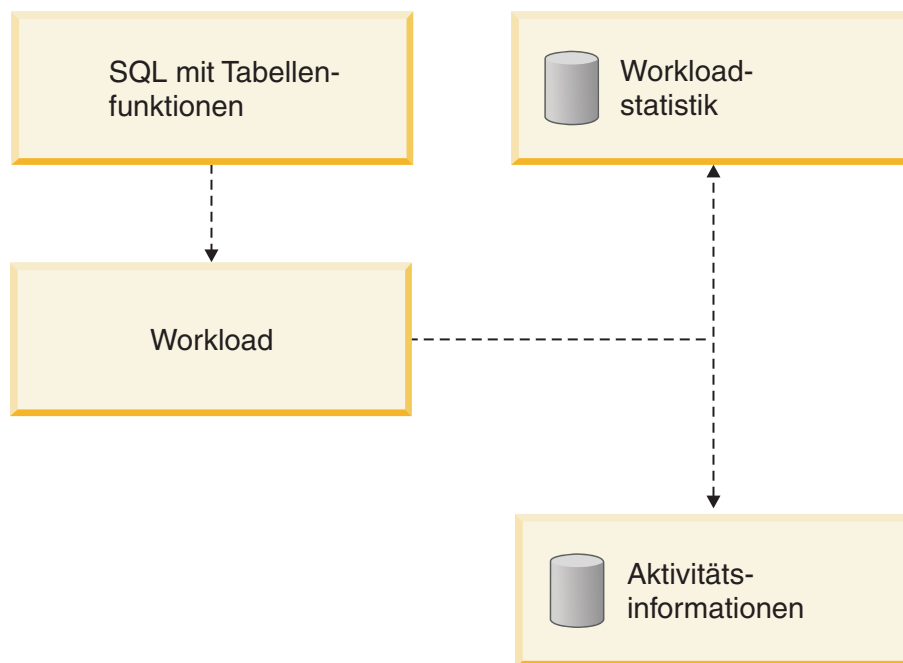 SQL mit Tabellen-
funktionen
Workload-
statistik
Workload
Aktivitäts-
informationen